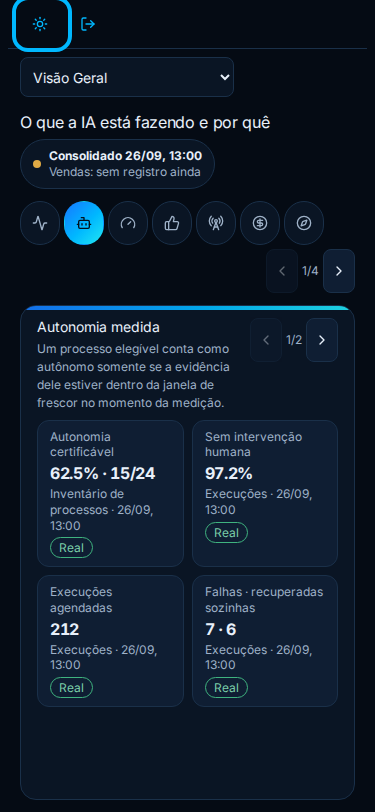 Visão Geral
O que a IA está fazendo e por quê
Consolidado 26/09, 13:00
Vendas: sem registro ainda
1/4
Autonomia medida
1/2
Um processo elegível conta como
autônomo somente se a evidência
dele estiver dentro da janela de
frescor no momento da medição.
Autonomia
certificável
62.5% · 15/24
Inventário de
processos · 26/09,
13:00
Real
Sem intervenção
humana
97.2%
Execuções · 26/09,
13:00
Real
Execuções
agendadas
212
Execuções · 26/09,
13:00
Real
Falhas · recuperadas
sozinhas
7 · 6
Execuções · 26/09,
13:00
Real